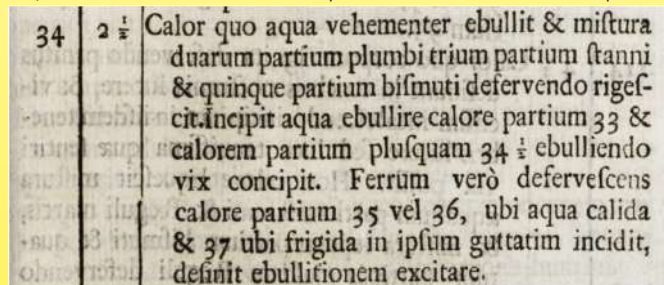 34 | 2 ½ | Calor quo aqua vehementer ebullit & miſtura
duarum partium plumbi trium partium ſtanni
& quinque partium biſmuti defervendo rigeſ-
cit.Incipit aqua ebullire calore partium 33 &
calorem partium pluſquam 34 ½ ebulliendo
vix concipit. Ferrum verò deferveſcens
calore partium 35 vel 36, ubi aqua calida
& 37 ubi frigida in ipſum guttatim incidit,
deſinit ebullitionem excitare.